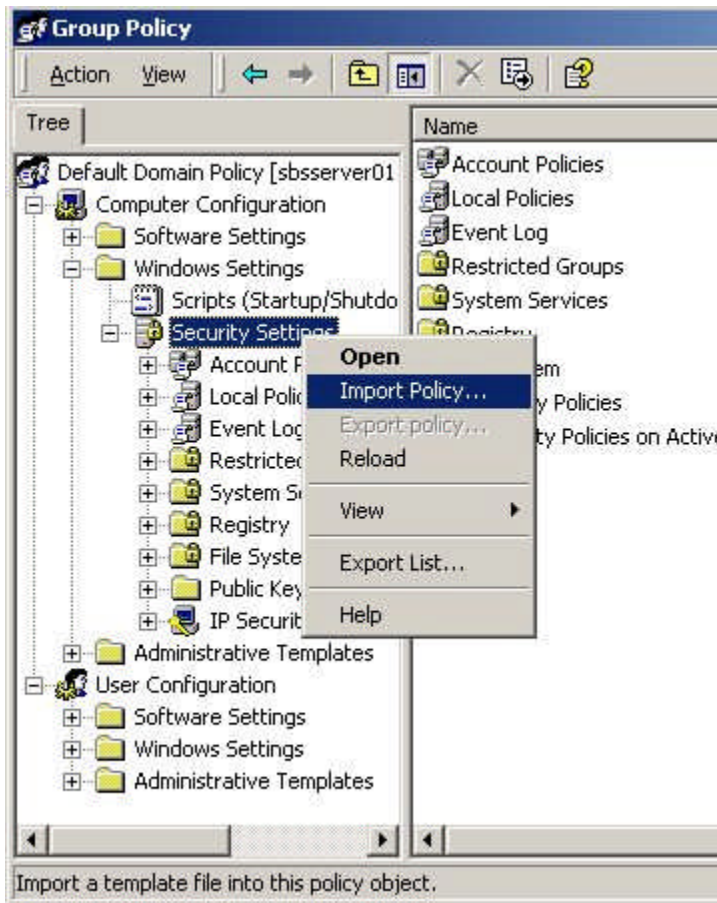 Group Policy
Action View
Tree
Name
Default Domain Policy [sbsserver01
Computer Configuration
Software Settings
Windows Settings
Scripts (Startup/Shutdo
Security Settings
Account P
Local Polic
Event Log
Restricted
System Se
Registry
File Syste
Public Key
IP Securit
Administrative Templates
User Configuration
Software Settings
Windows Settings
Administrative Templates
Account Policies
Local Policies
Event Log
Restricted Groups
System Services
Registry
em
y Policies
ty Policies on Active
Open
Import Policy...
Export policy...
Reload
View
Export List...
Help
Import a template file into this policy object.